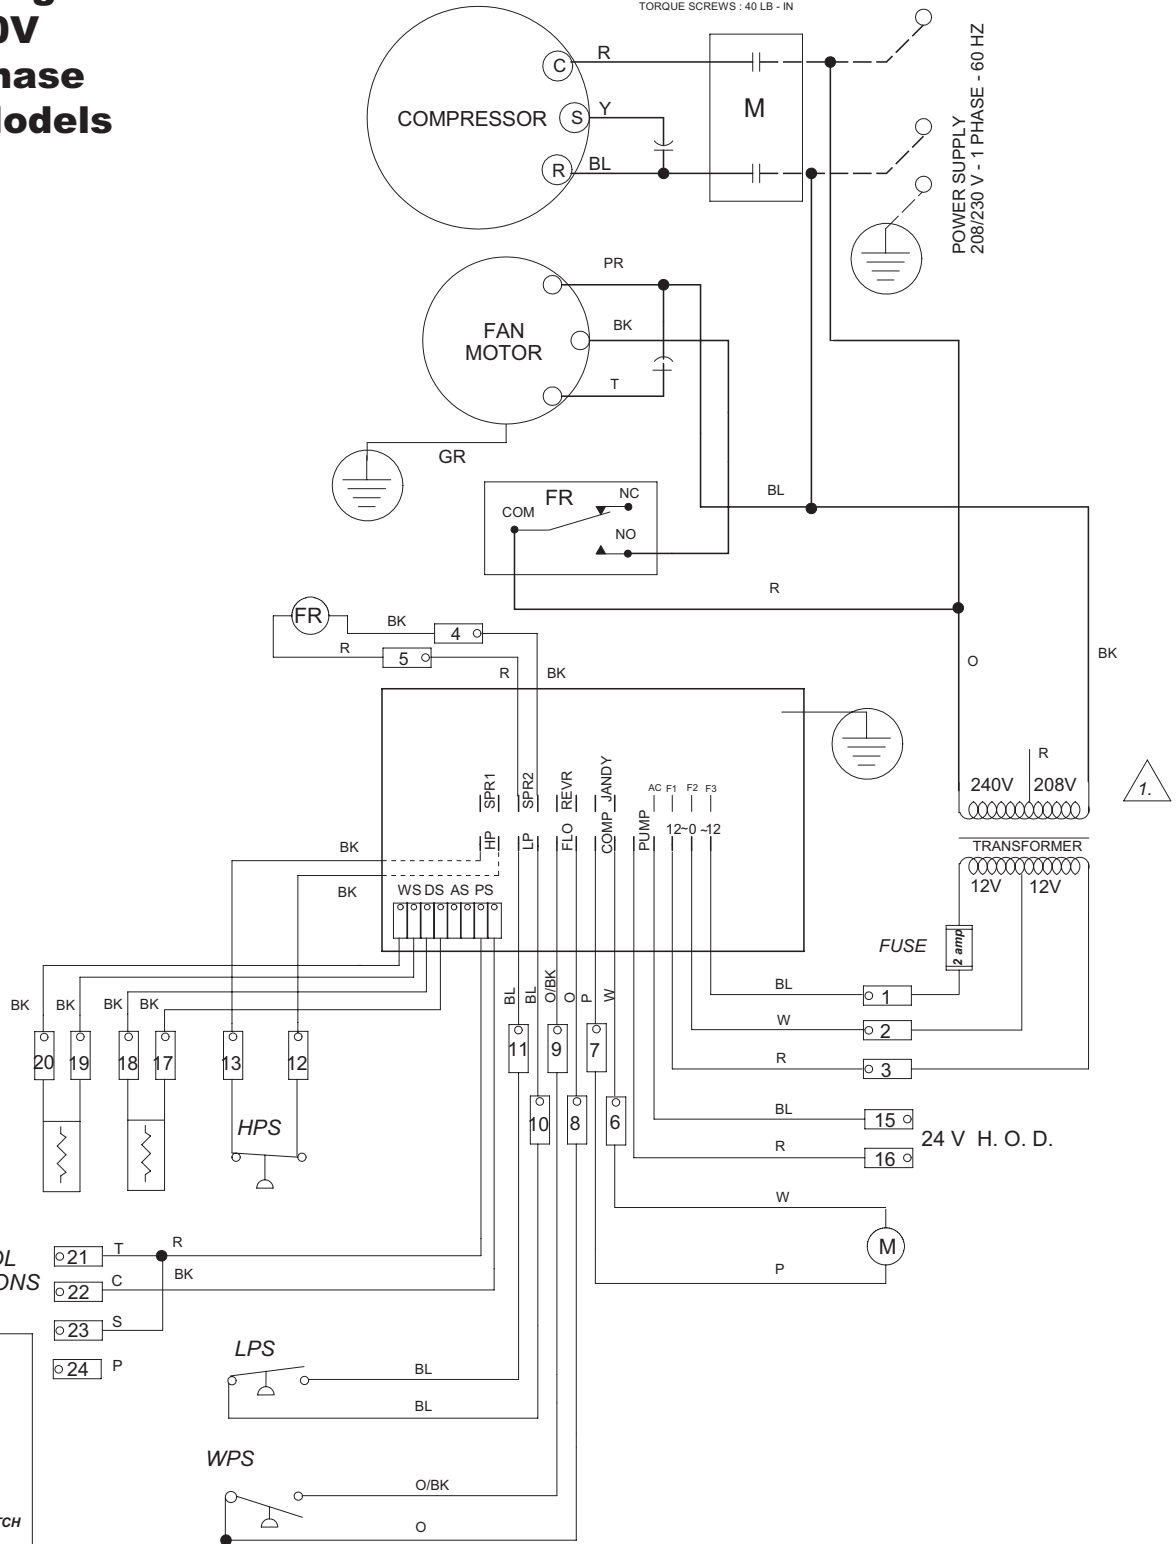 0V
TORQUE SCREWS : 40 LB - IN
C
R
COMPRESSOR
S
Y
R
BL
M
POWER SUPPLY
208/230 V - 1 PHASE - 60 HZ
PR
FAN
MOTOR
BK
T
GR
FR
NC
COM
NO
BL
R
FR
BK
4
R
5
R
BK
O
BK
SPR1
SPR2
REVR
JANDY
HP
LP
FLO
COMP
PUMP
AC F1 F2 F3
12~0 ~12
R
240V 208V
1.
TRANSFORMER
12V 12V
BK
BK
WS DS AS PS
FUSE
2 amp
BK BK BK BK
BL
BL
O/BK
O
P
W
BL
1
W
2
R
3
20
19
18
17
13
12
11
9
7
10
8
6
HPS
BL
15
R
16
24 V H. O. D.
W
M
P
21
T
R
22
C
BK
23
S
24
P
LPS
BL
BL
WPS
O/BK
O